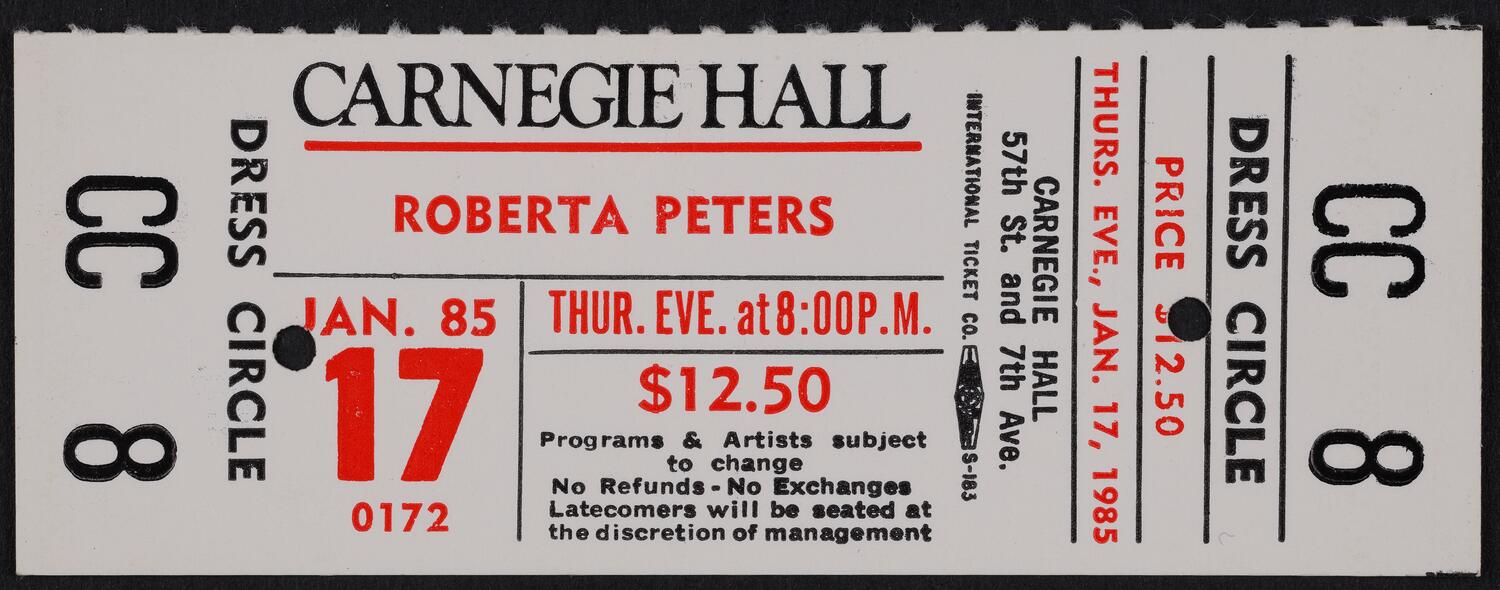 CC 8
DRESS CIRCLE
CARNEGIE HALL
ROBERTA PETERS
JAN. 85
17
0172
THUR. EVE. at 8:00P.M.
$12.50
Programs & Artists subject
to change
No Refunds - No Exchanges
Latecomers will be seated at
the discretion of management
INTERNATIONAL TICKET CO. S-183
CARNEGIE HALL
57th St. and 7th Ave.
THURS. EVE., JAN. 17, 1985
PRICE $12.50
DRESS CIRCLE
CC 8